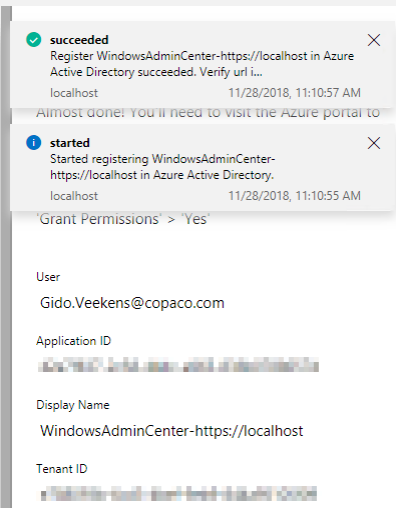 succeeded
Register WindowsAdminCenter-https://localhost in Azure
Active Directory succeeded. Verify url i...
localhost 11/28/2018, 11:10:57 AM
Almost done! You'll need to visit the Azure portal to
started
Started registering WindowsAdminCenter-
https://localhost in Azure Active Directory.
localhost 11/28/2018, 11:10:55 AM
'Grant Permissions' > 'Yes'
User
Gido.Veekens@copaco.com
Application ID
Display Name
WindowsAdminCenter-https://localhost
Tenant ID